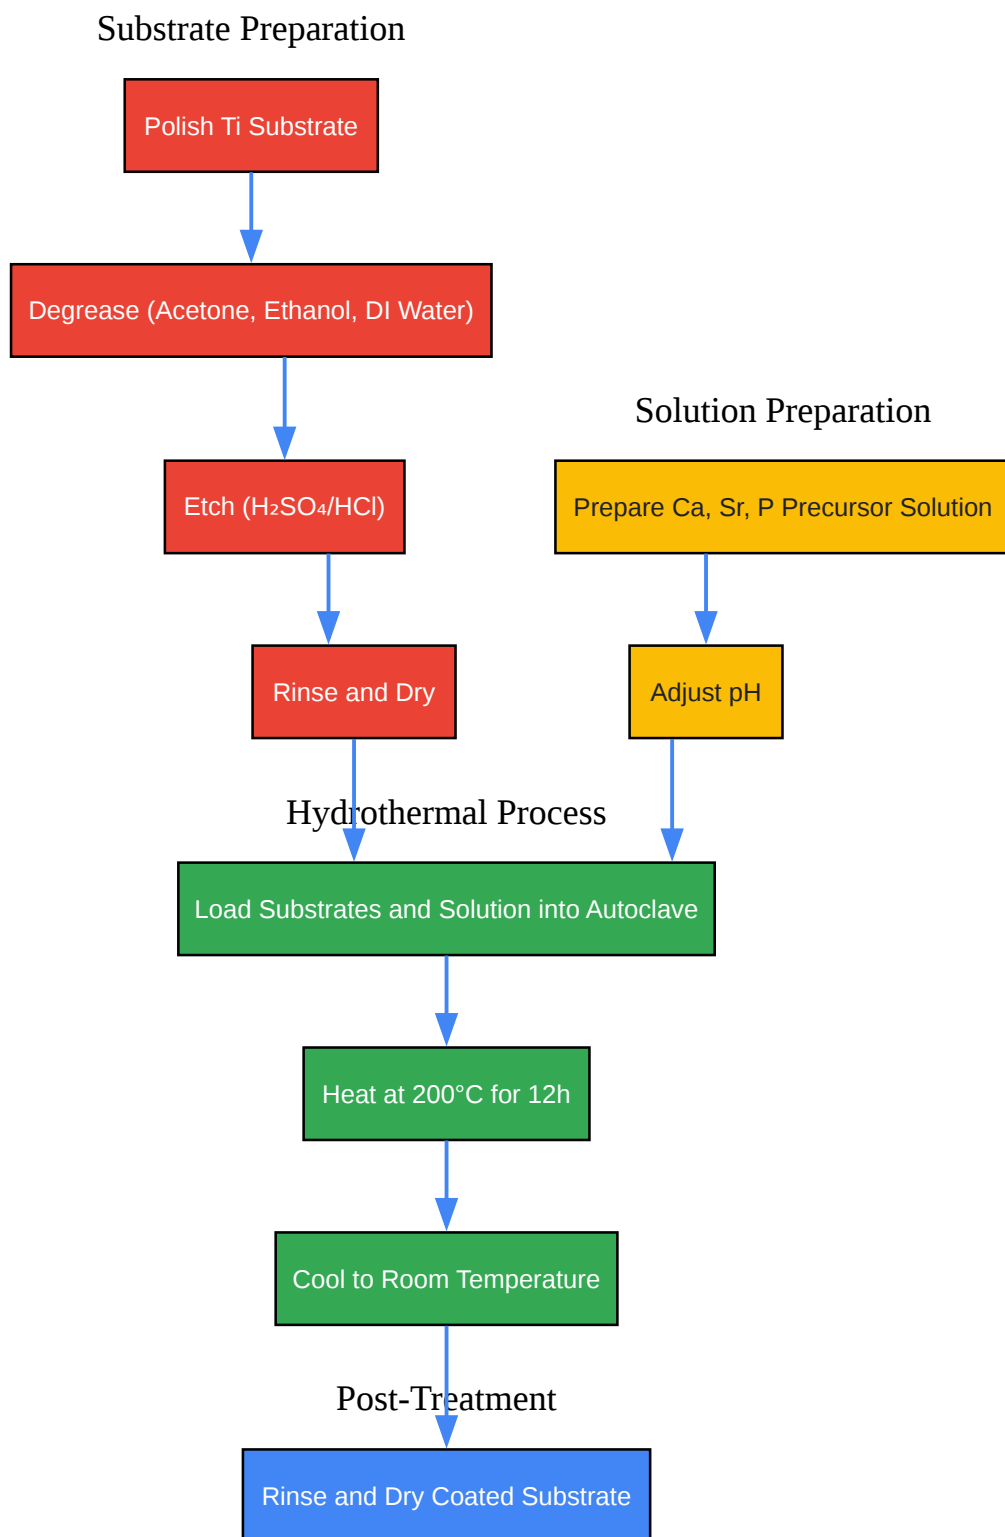 Substrate Preparation
Polish Ti Substrate
Degrease (Acetone, Ethanol, DI Water)
Etch (H₂SO₄/HCl)
Rinse and Dry
Solution Preparation
Prepare Ca, Sr, P Precursor Solution
Adjust pH
Hydrothermal Process
Load Substrates and Solution into Autoclave
Heat at 200°C for 12h
Cool to Room Temperature
Post-Treatment
Rinse and Dry Coated Substrate